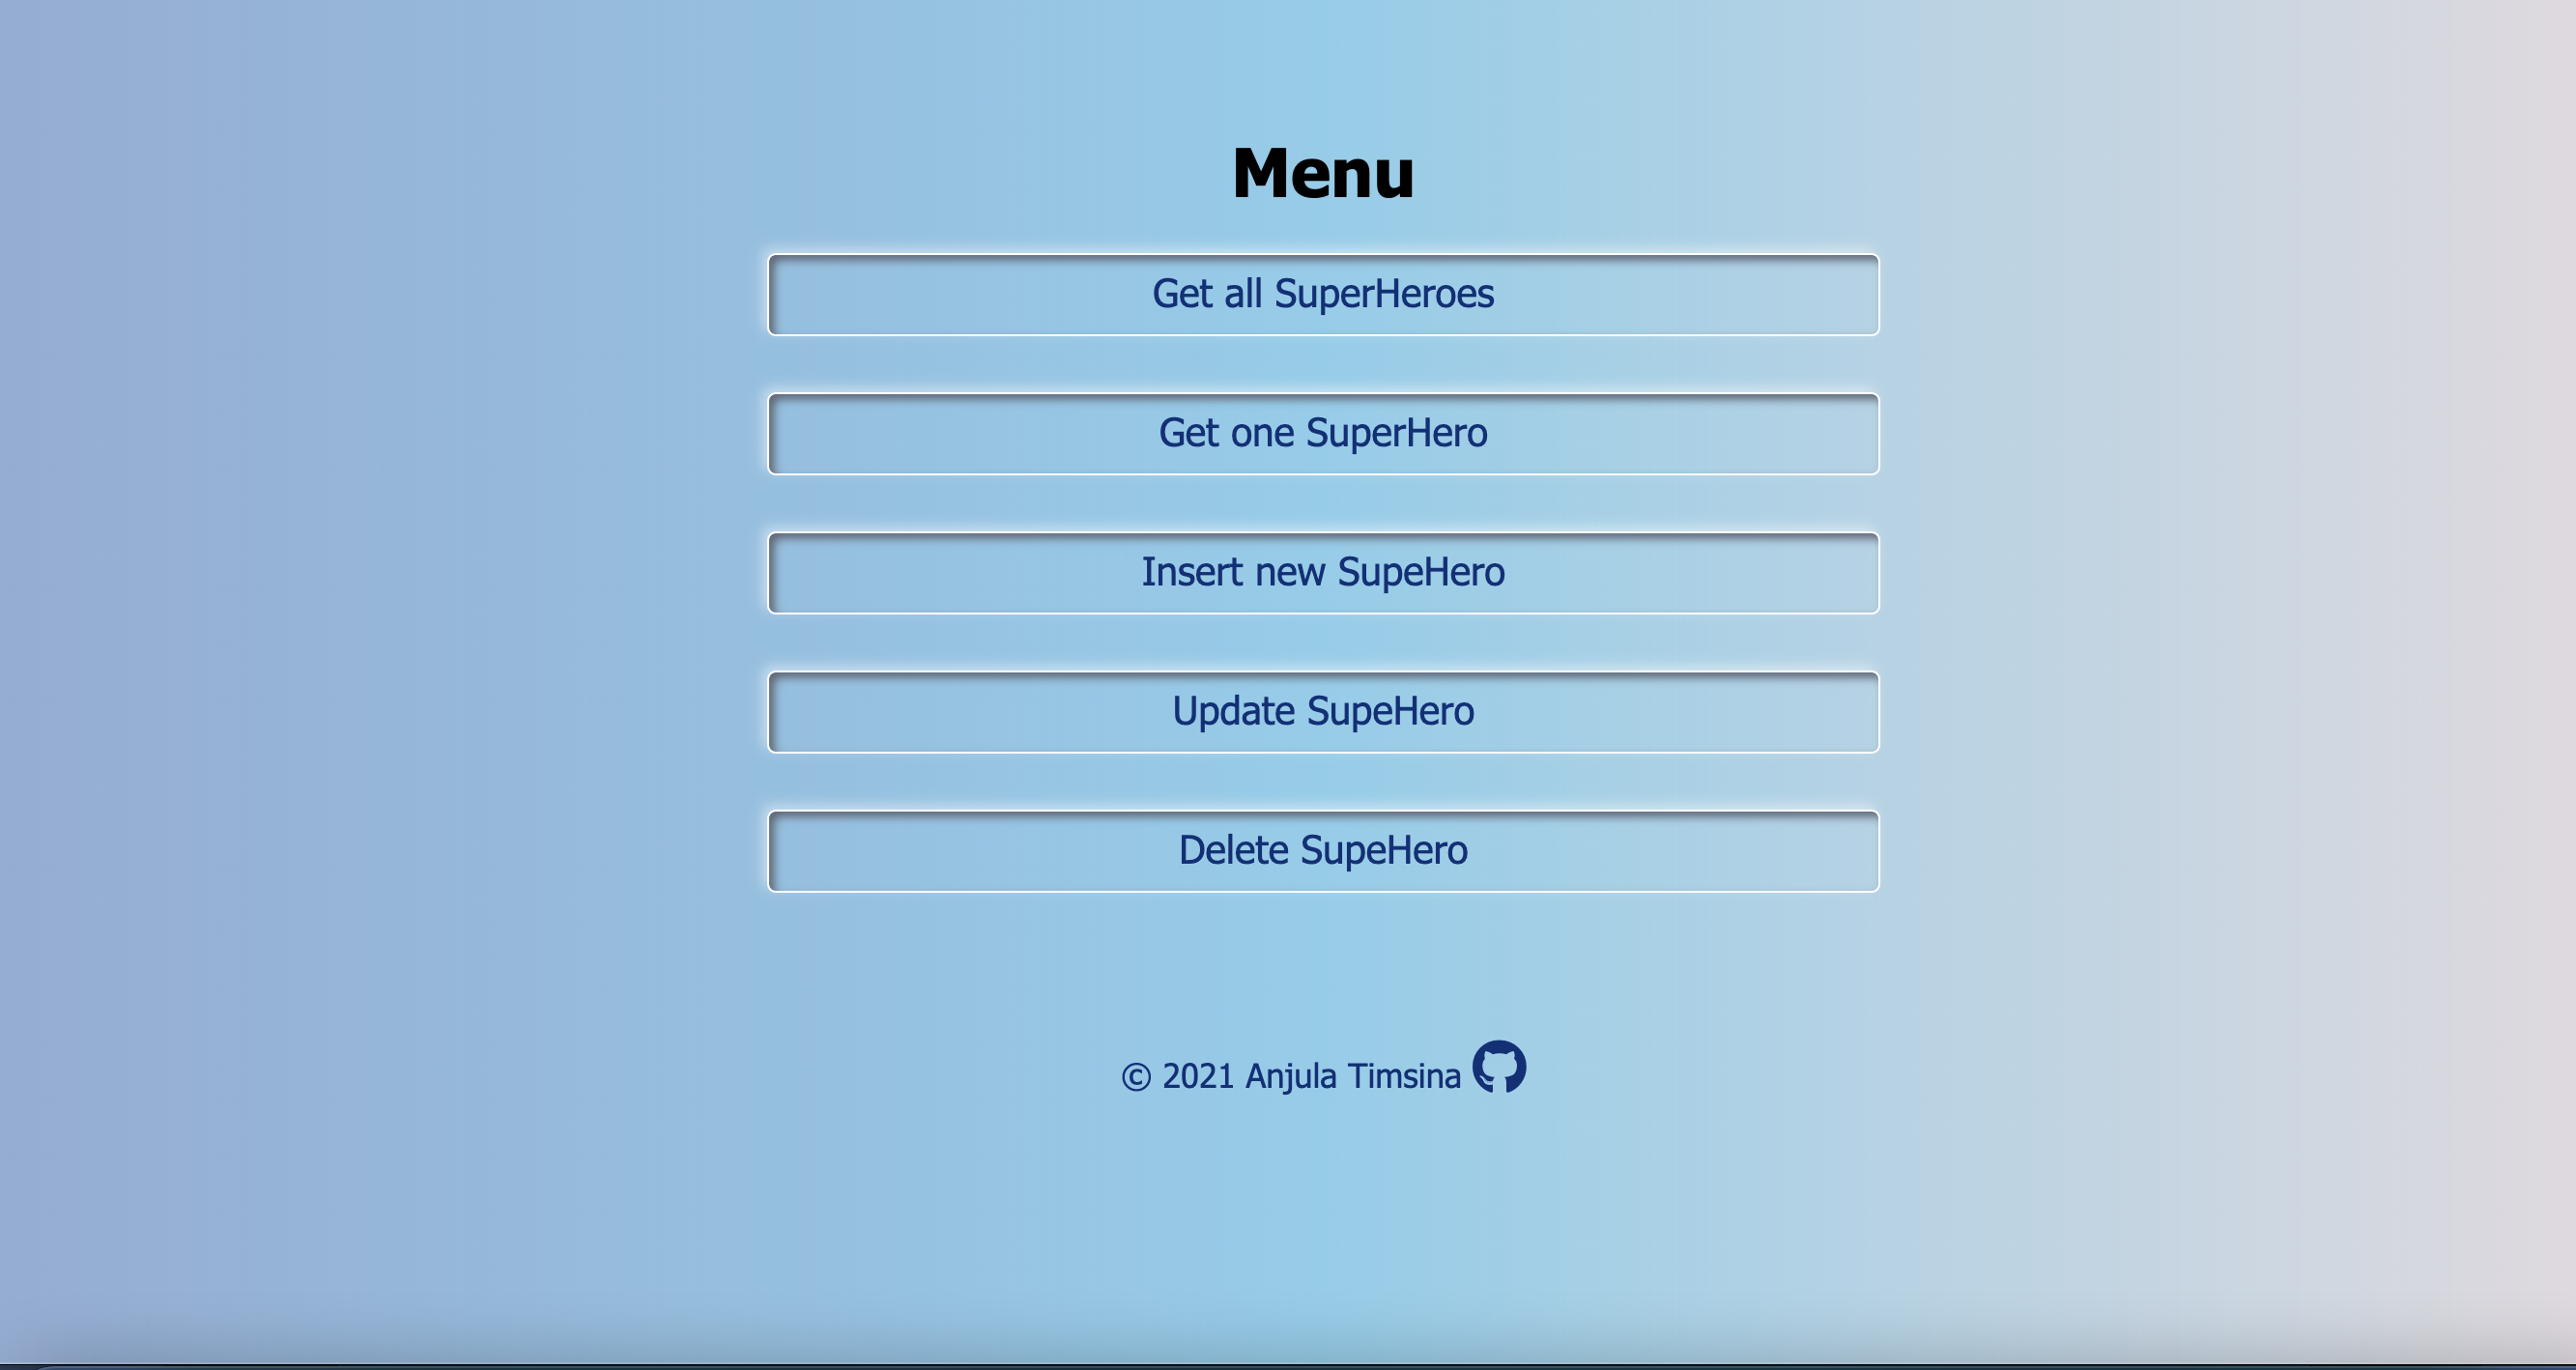 Menu
Get all SuperHeroes
Get one SuperHero
Insert new SupeHero
Update SupeHero
Delete SupeHero
© 2021 Anjula Timsina